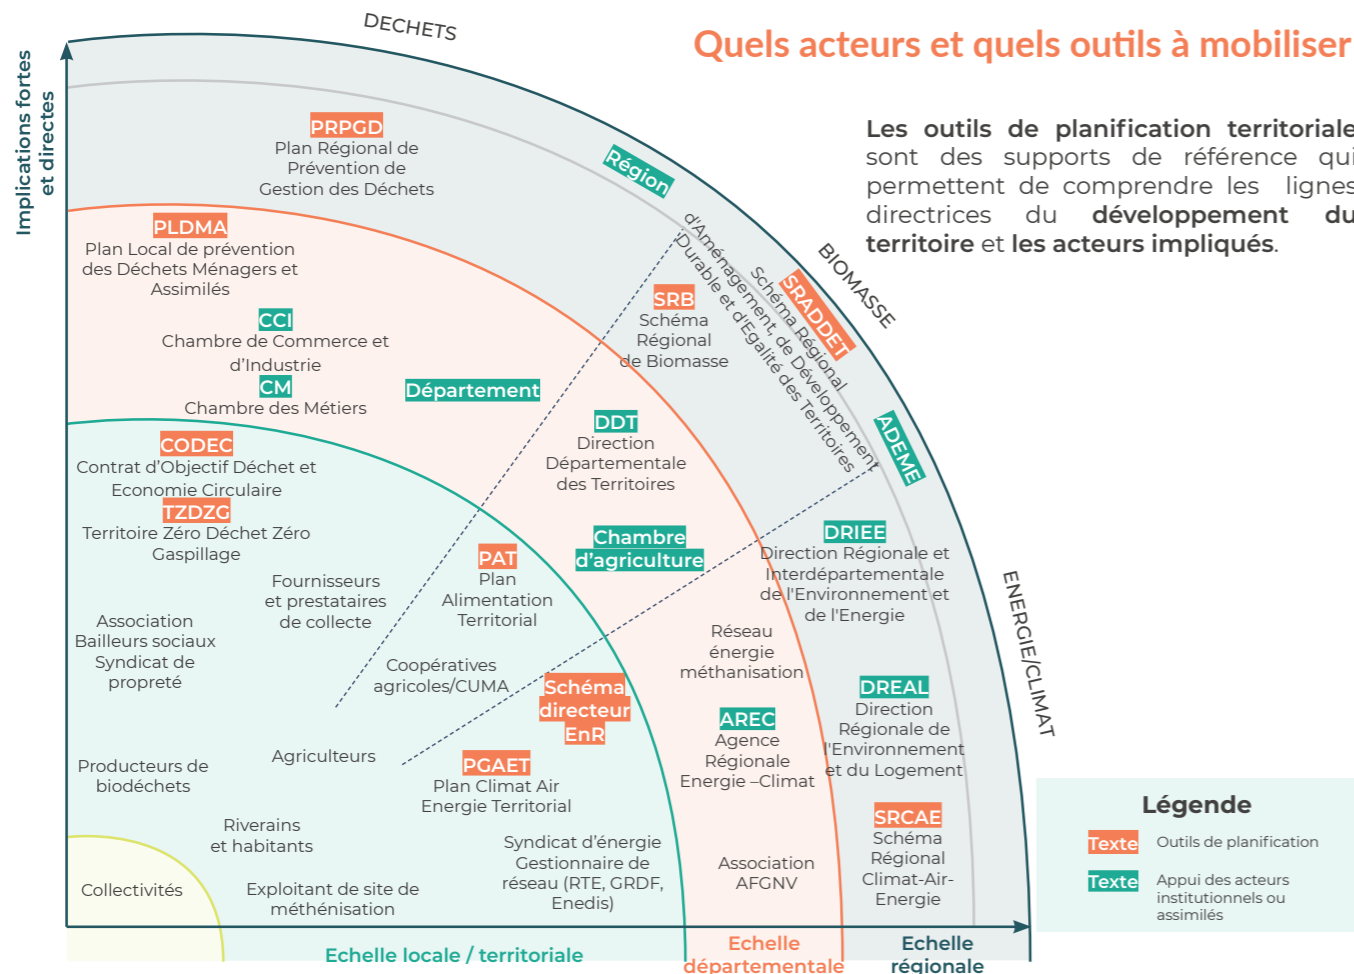 Quels acteurs et quels outils à mobiliser
Les outils de planification territoriale
sont des supports de référence qui
permettent de comprendre les lignes
directrices du développement du
territoire et les acteurs impliqués.
Implications fortes
et directes
DECHETS
BIOMASSE
ENERGIE/CLIMAT
PRPGD
Plan Régional de
Prévention de
Gestion des Déchets
Région
PLDMA
Plan Local de prévention
des Déchets Ménagers et
Assimilés
CCI
Chambre de Commerce et
d’Industrie
CM
Chambre des Métiers
Département
CODEC
Contrat d’Objectif Déchet et
Economie Circulaire
TZDZG
Territoire Zéro Déchet Zéro
Gaspillage
Fournisseurs
et prestataires
de collecte
Association
Bailleurs sociaux
Syndicat de
propreté
Producteurs de
biodéchets
SRB
Schéma
Régional
de Biomasse
SRADDET
Schéma Régional
d'Aménagement, de Développement
Durable et d'Egalité des Territoires
ADEME
DDT
Direction
Départementale
des Territoires
Chambre
d’agriculture
PAT
Plan
Alimentation
Territorial
Coopératives
agricoles/CUMA
Agriculteurs
DRIEE
Direction Régionale et
Interdépartementale
de l'Environnement et
de l'Energie
Réseau
énergie
méthanisation
Schéma
directeur
EnR
DREAL
Direction
Régionale de
l'Environnement
et du Logement
AREC
Agence
Régionale
Energie –Climat
PGAET
Plan Climat Air
Energie Territorial
SRCAE
Schéma
Régional
Climat-Air-
Energie
Riverains
et habitants
Syndicat d’énergie
Gestionnaire de
réseau (RTE, GRDF,
Enedis)
Association
AFGNV
Collectivités
Exploitant de site de
méthénisation
Echelle locale / territoriale
Echelle
départementale
Echelle
régionale
Légende
Texte Outils de planification
Texte Appui des acteurs
institutionnels ou
assimilés